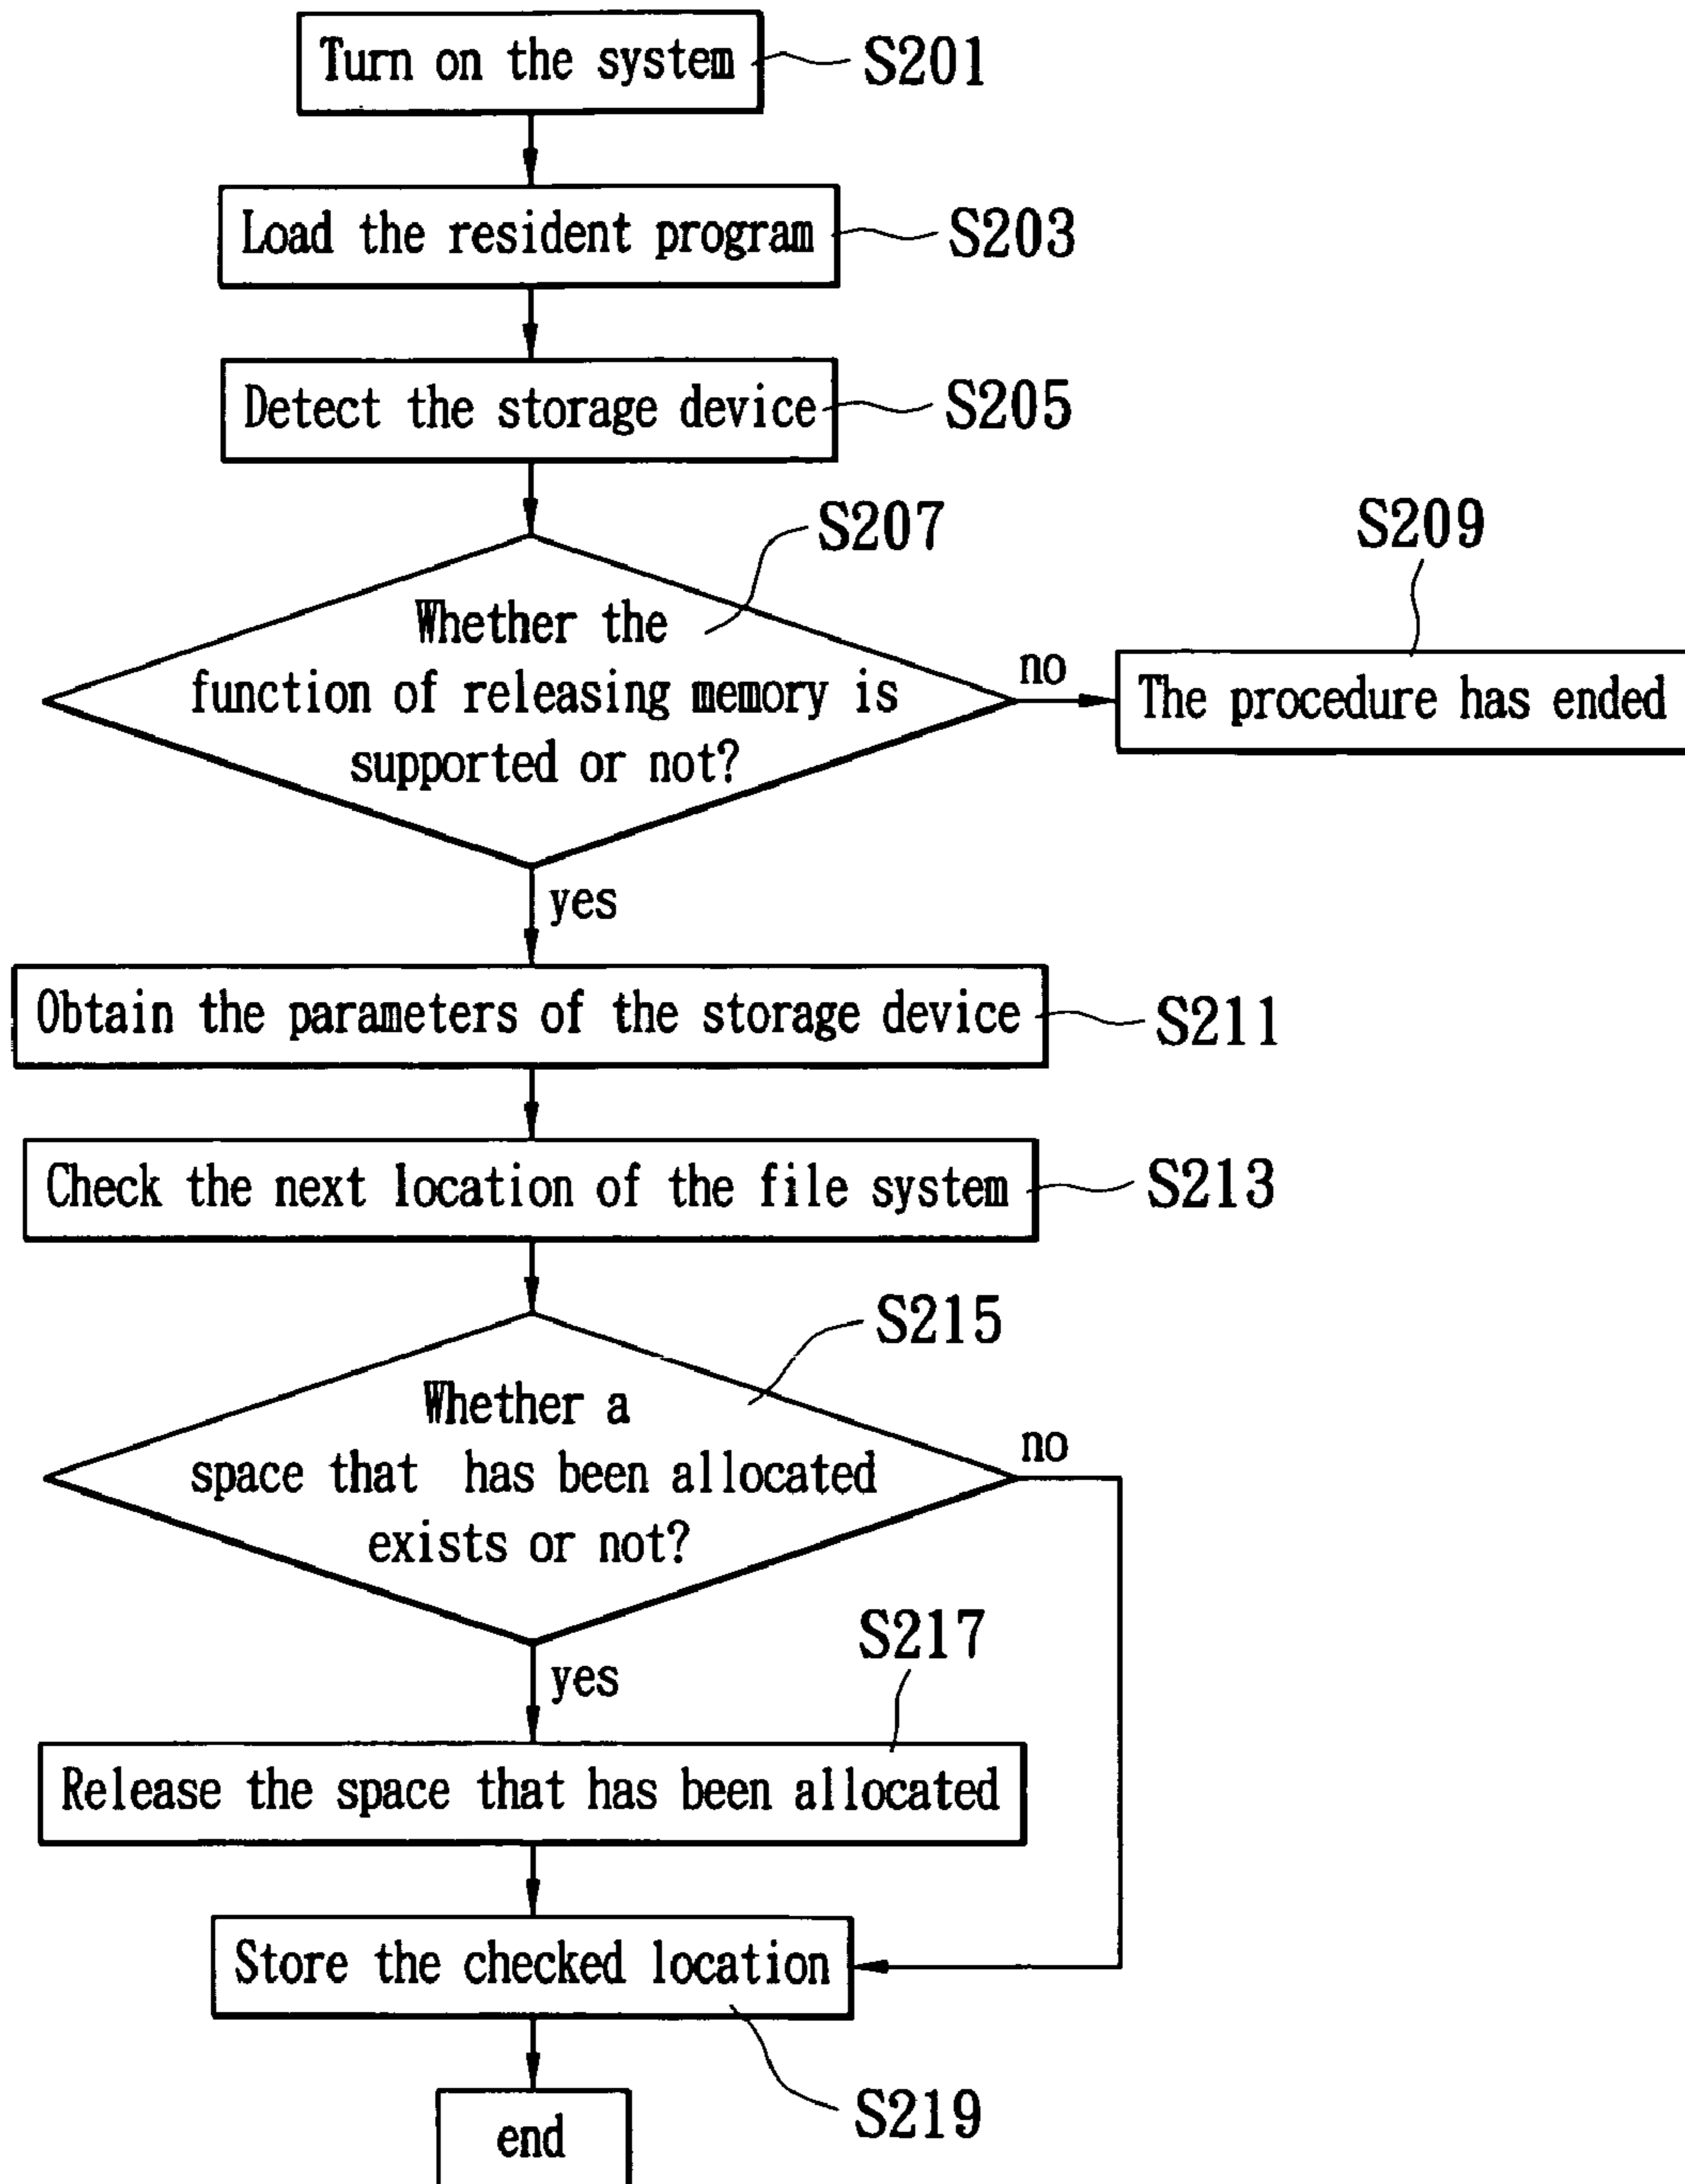 Turn on the system
S201
Load the resident program
S203
Detect the storage device
S205
S207
Whether the
function of releasing memory is
supported or not?
no
S209
The procedure has ended
yes
Obtain the parameters of the storage device
S211
Check the next location of the file system
S213
S215
Whether a
space that has been allocated
exists or not?
no
yes
S217
Release the space that has been allocated
Store the checked location
S219
end